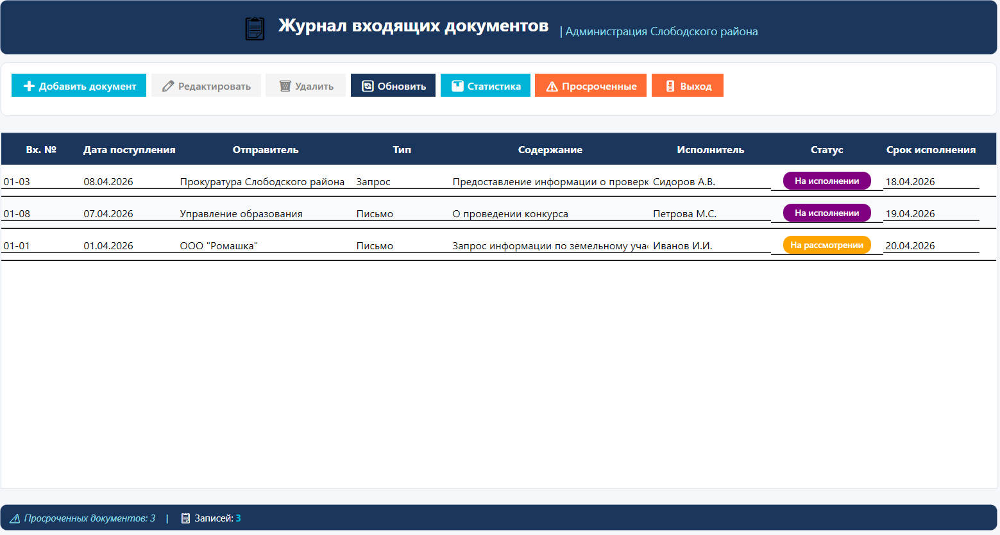 Журнал входящих документов | Администрация Слободского района
Добавить документ Редактировать Удалить Обновить Статистика Просроченные Выход
Вх. № Дата поступления Отправитель Тип Содержание Исполнитель Статус Срок исполнения
01-03 08.04.2026 Прокуратура Слободского района Запрос Предоставление информации о проверк Сидоров А.В. На исполнении 18.04.2026
01-08 07.04.2026 Управление образования Письмо О проведении конкурса Петрова М.С. На исполнении 19.04.2026
01-01 01.04.2026 ООО "Ромашка" Письмо Запрос информации по земельному учас Иванов И.И. На рассмотрении 20.04.2026
Просроченных документов: 3 | Записей: 3